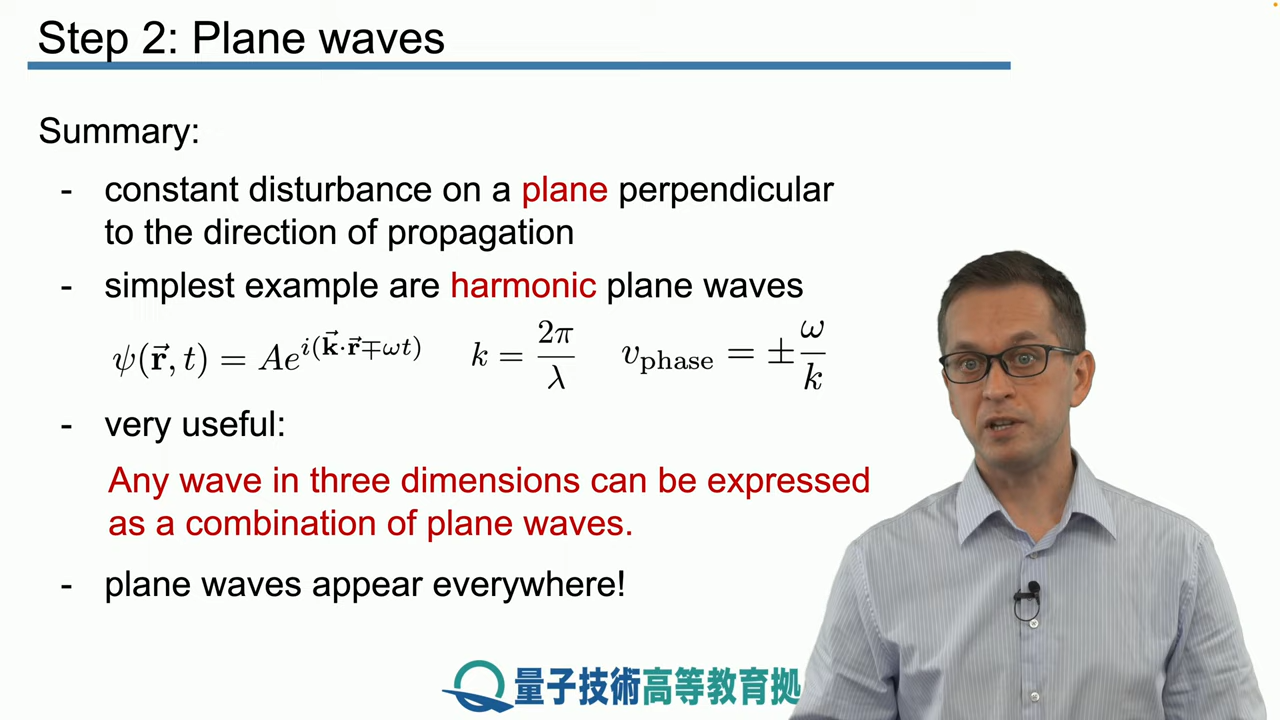 Step 2: Plane waves
Summary:
- constant disturbance on a plane perpendicular
to the direction of propagation
- simplest example are harmonic plane waves
ψ(r⃗, t) = Ae^{i(k⃗·r⃗∓ωt)} k = 2π/λ v_phase = ±ω/k
- very useful:
Any wave in three dimensions can be expressed
as a combination of plane waves.
- plane waves appear everywhere!
量子技術高等教育拠